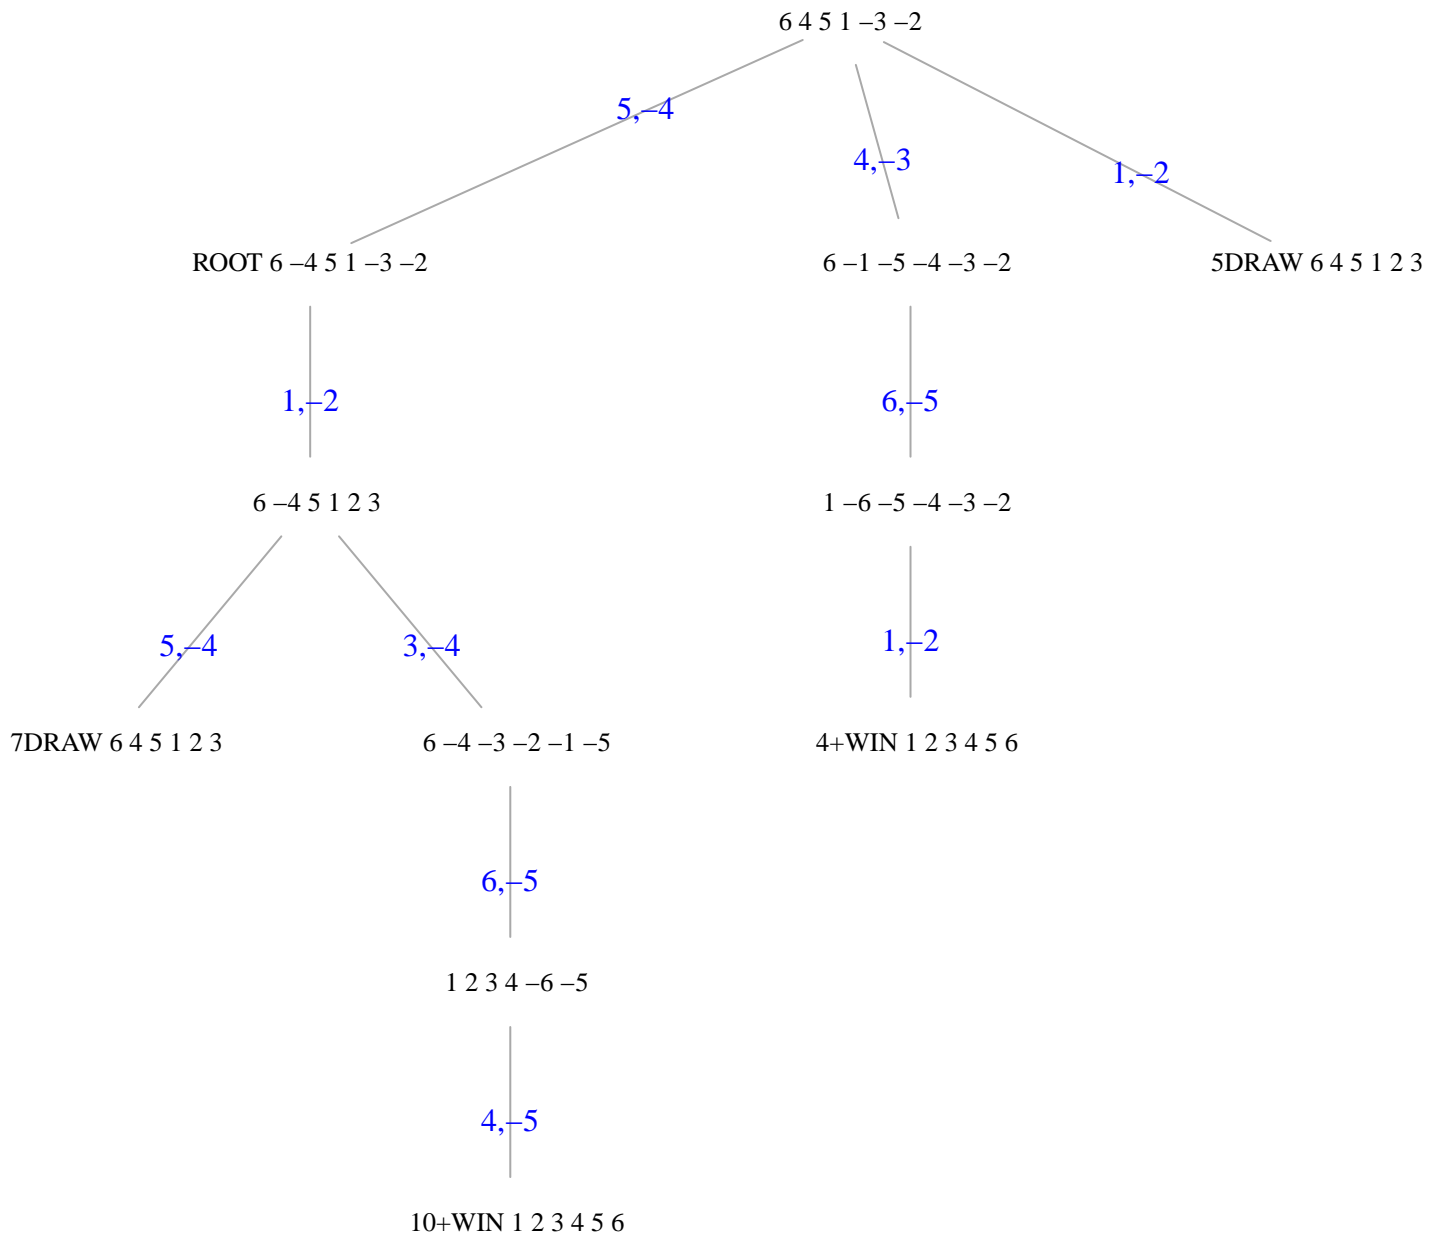 6 4 5 1 –3 –2
5,–4
4,–3
1,–2
ROOT 6 –4 5 1 –3 –2
6 –1 –5 –4 –3 –2
5DRAW 6 4 5 1 2 3
1,–2
6,–5
6 –4 5 1 2 3
1 –6 –5 –4 –3 –2
5,–4
3,–4
1,–2
7DRAW 6 4 5 1 2 3
6 –4 –3 –2 –1 –5
4+WIN 1 2 3 4 5 6
6,–5
1 2 3 4 –6 –5
4,–5
10+WIN 1 2 3 4 5 6